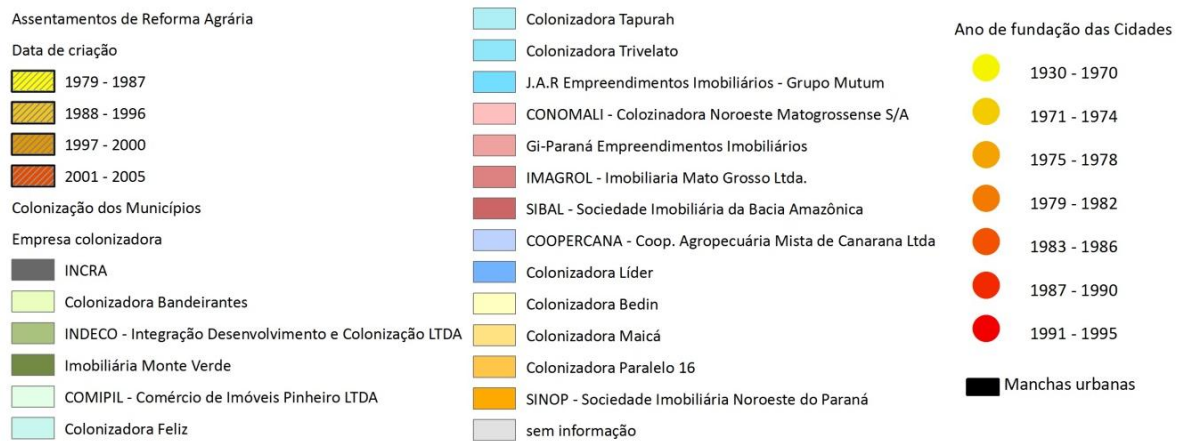 Assentamentos de Reforma Agrária
Data de criação
1979 - 1987
1988 - 1996
1997 - 2000
2001 - 2005
Colonização dos Municípios
Empresa colonizadora
INCRA
Colonizadora Bandeirantes
INDECO - Integração Desenvolvimento e Colonização LTDA
Imobiliária Monte Verde
COMIPIL - Comércio de Imóveis Pinheiro LTDA
Colonizadora Feliz
Colonizadora Tapurah
Colonizadora Trivelato
J.A.R Empreendimentos Imobiliários - Grupo Mutum
CONOMALI - Colozinadora Noroeste Matogrossense S/A
Gi-Paraná Empreendimentos Imobiliários
IMAGROL - Imobiliaria Mato Grosso Ltda.
SIBAL - Sociedade Imobiliária da Bacia Amazônica
COOPERCANA - Coop. Agropecuária Mista de Canarana Ltda
Colonizadora Líder
Colonizadora Bedin
Colonizadora Maicá
Colonizadora Paralelo 16
SINOP - Sociedade Imobiliária Noroeste do Paraná
sem informação
Ano de fundação das Cidades
1930 - 1970
1971 - 1974
1975 - 1978
1979 - 1982
1983 - 1986
1987 - 1990
1991 - 1995
Manchas urbanas